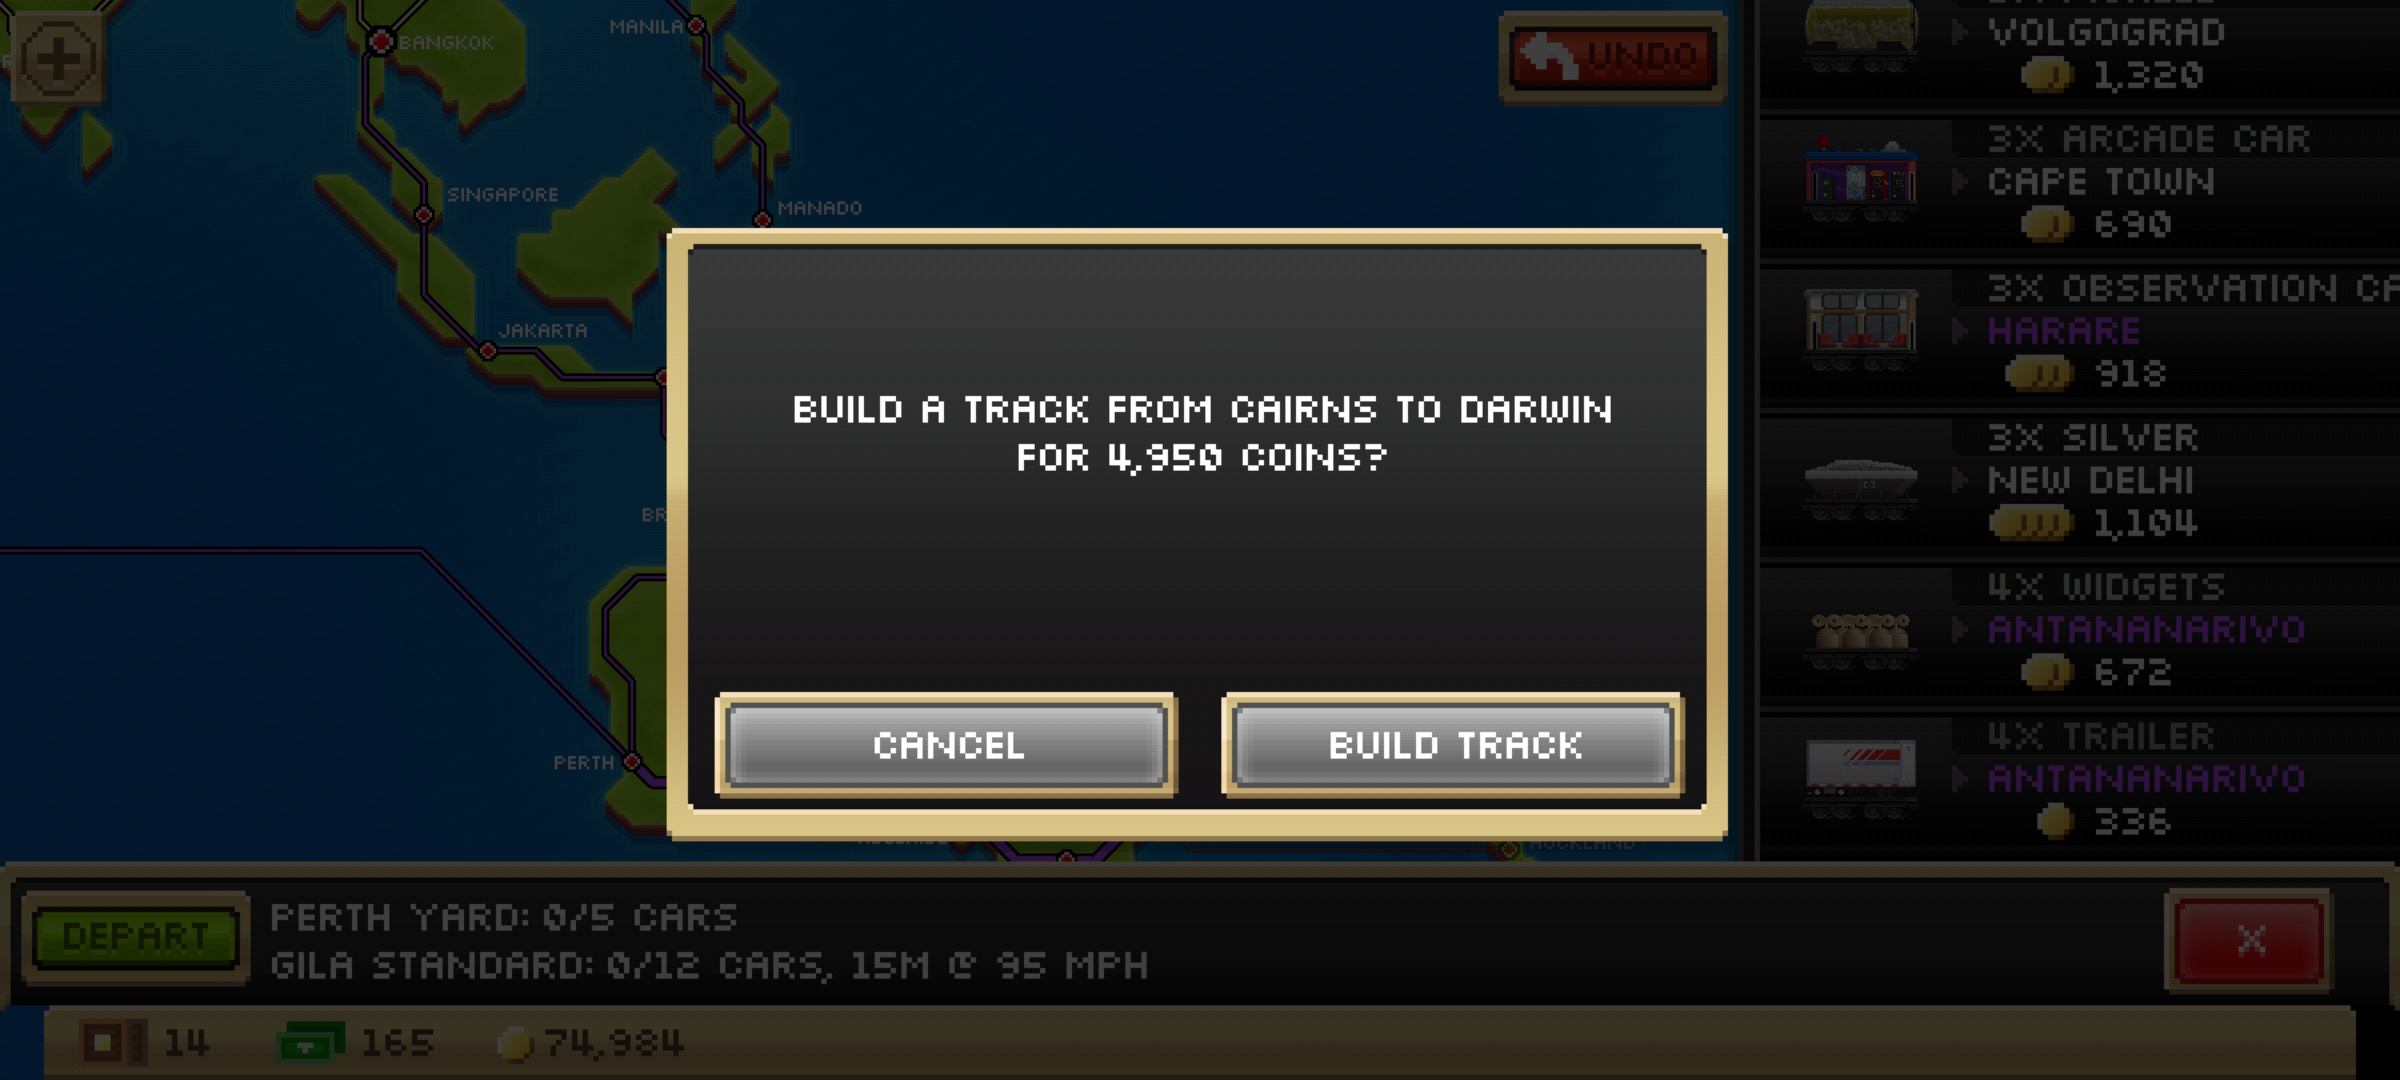 BANGKOK
MANILA
UNDO
SINGAPORE
MANADO
JAKARTA
PERTH
BUILD A TRACK FROM CAIRNS TO DARWIN
FOR 4,950 COINS?
CANCEL
BUILD TRACK
VOLGOGRAD
1,320
3X ARCADE CAR
CAPE TOWN
690
3X OBSERVATION CA
HARARE
918
3X SILVER
NEW DELHI
1,104
4X WIDGETS
ANTANANARIVO
672
4X TRAILER
ANTANANARIVO
336
AUCKLAND
DEPART
PERTH YARD: 0/5 CARS
GILA STANDARD: 0/12 CARS, 15M @ 95 MPH
X
14
165
74,984